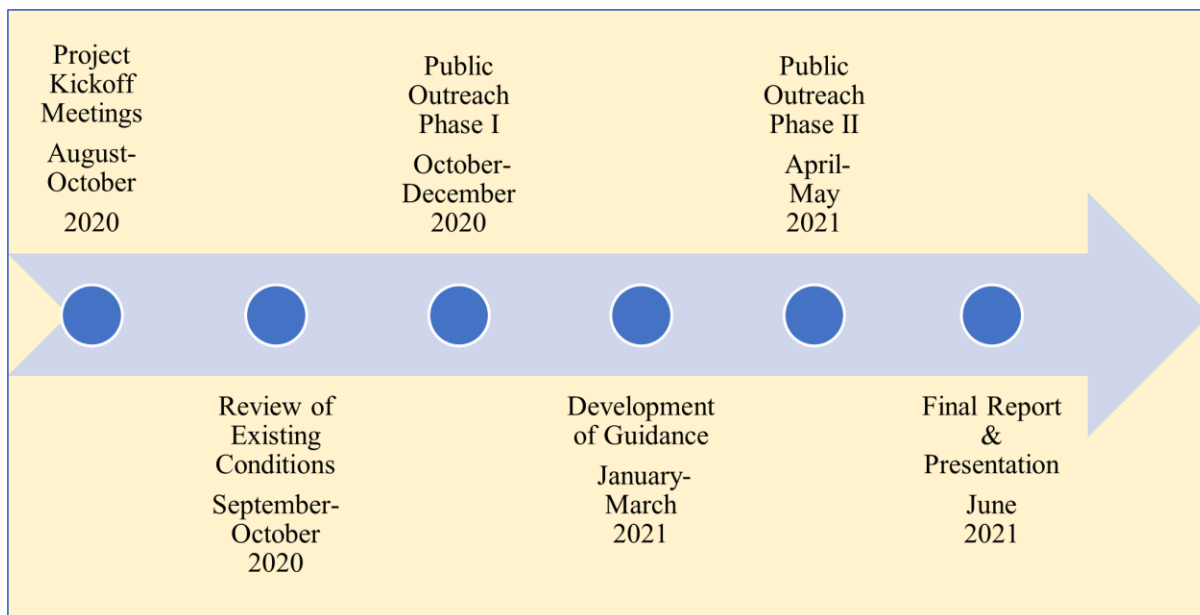 Project
Kickoff
Meetings
August-
October
2020
Review of
Existing
Conditions
September-
October
2020
Public
Outreach
Phase I
October-
December
2020
Development
of Guidance
January-
March
2021
Public
Outreach
Phase II
April-
May
2021
Final Report
&
Presentation
June
2021